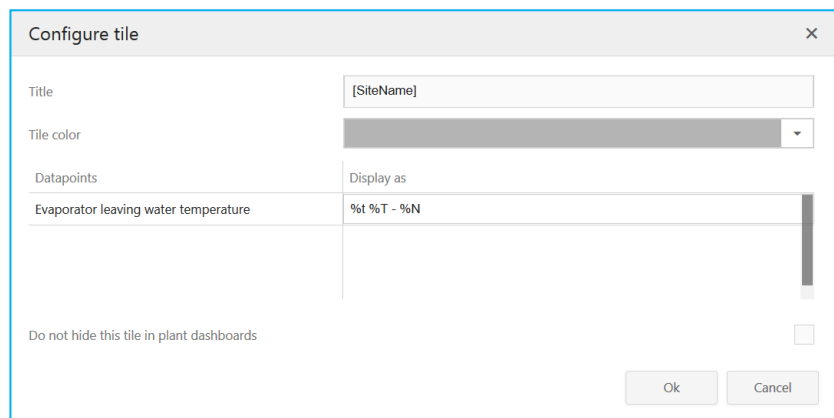 Configure tile
Title
[SiteName]
Tile color
Datapoints
Display as
Evaporator leaving water temperature
%t %T - %N
Do not hide this tile in plant dashboards
Ok
Cancel